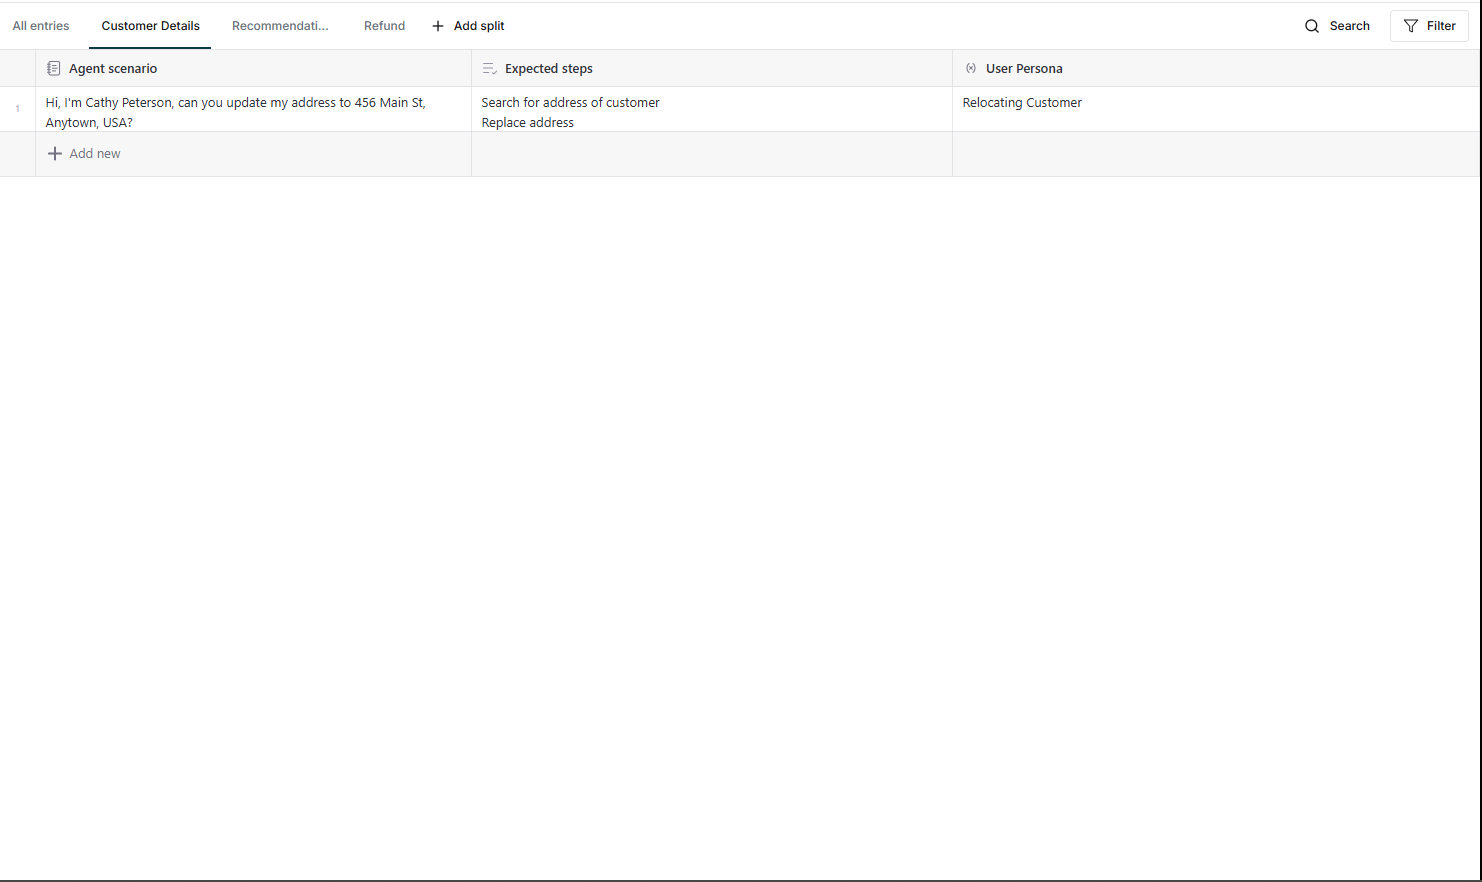 All entries
Customer Details
Recommendati...
Refund
Add split
Search
Filter
Agent scenario
Expected steps
User Persona
1
Hi, I'm Cathy Peterson, can you update my address to 456 Main St,
Anytown, USA?
Search for address of customer
Replace address
Relocating Customer
Add new